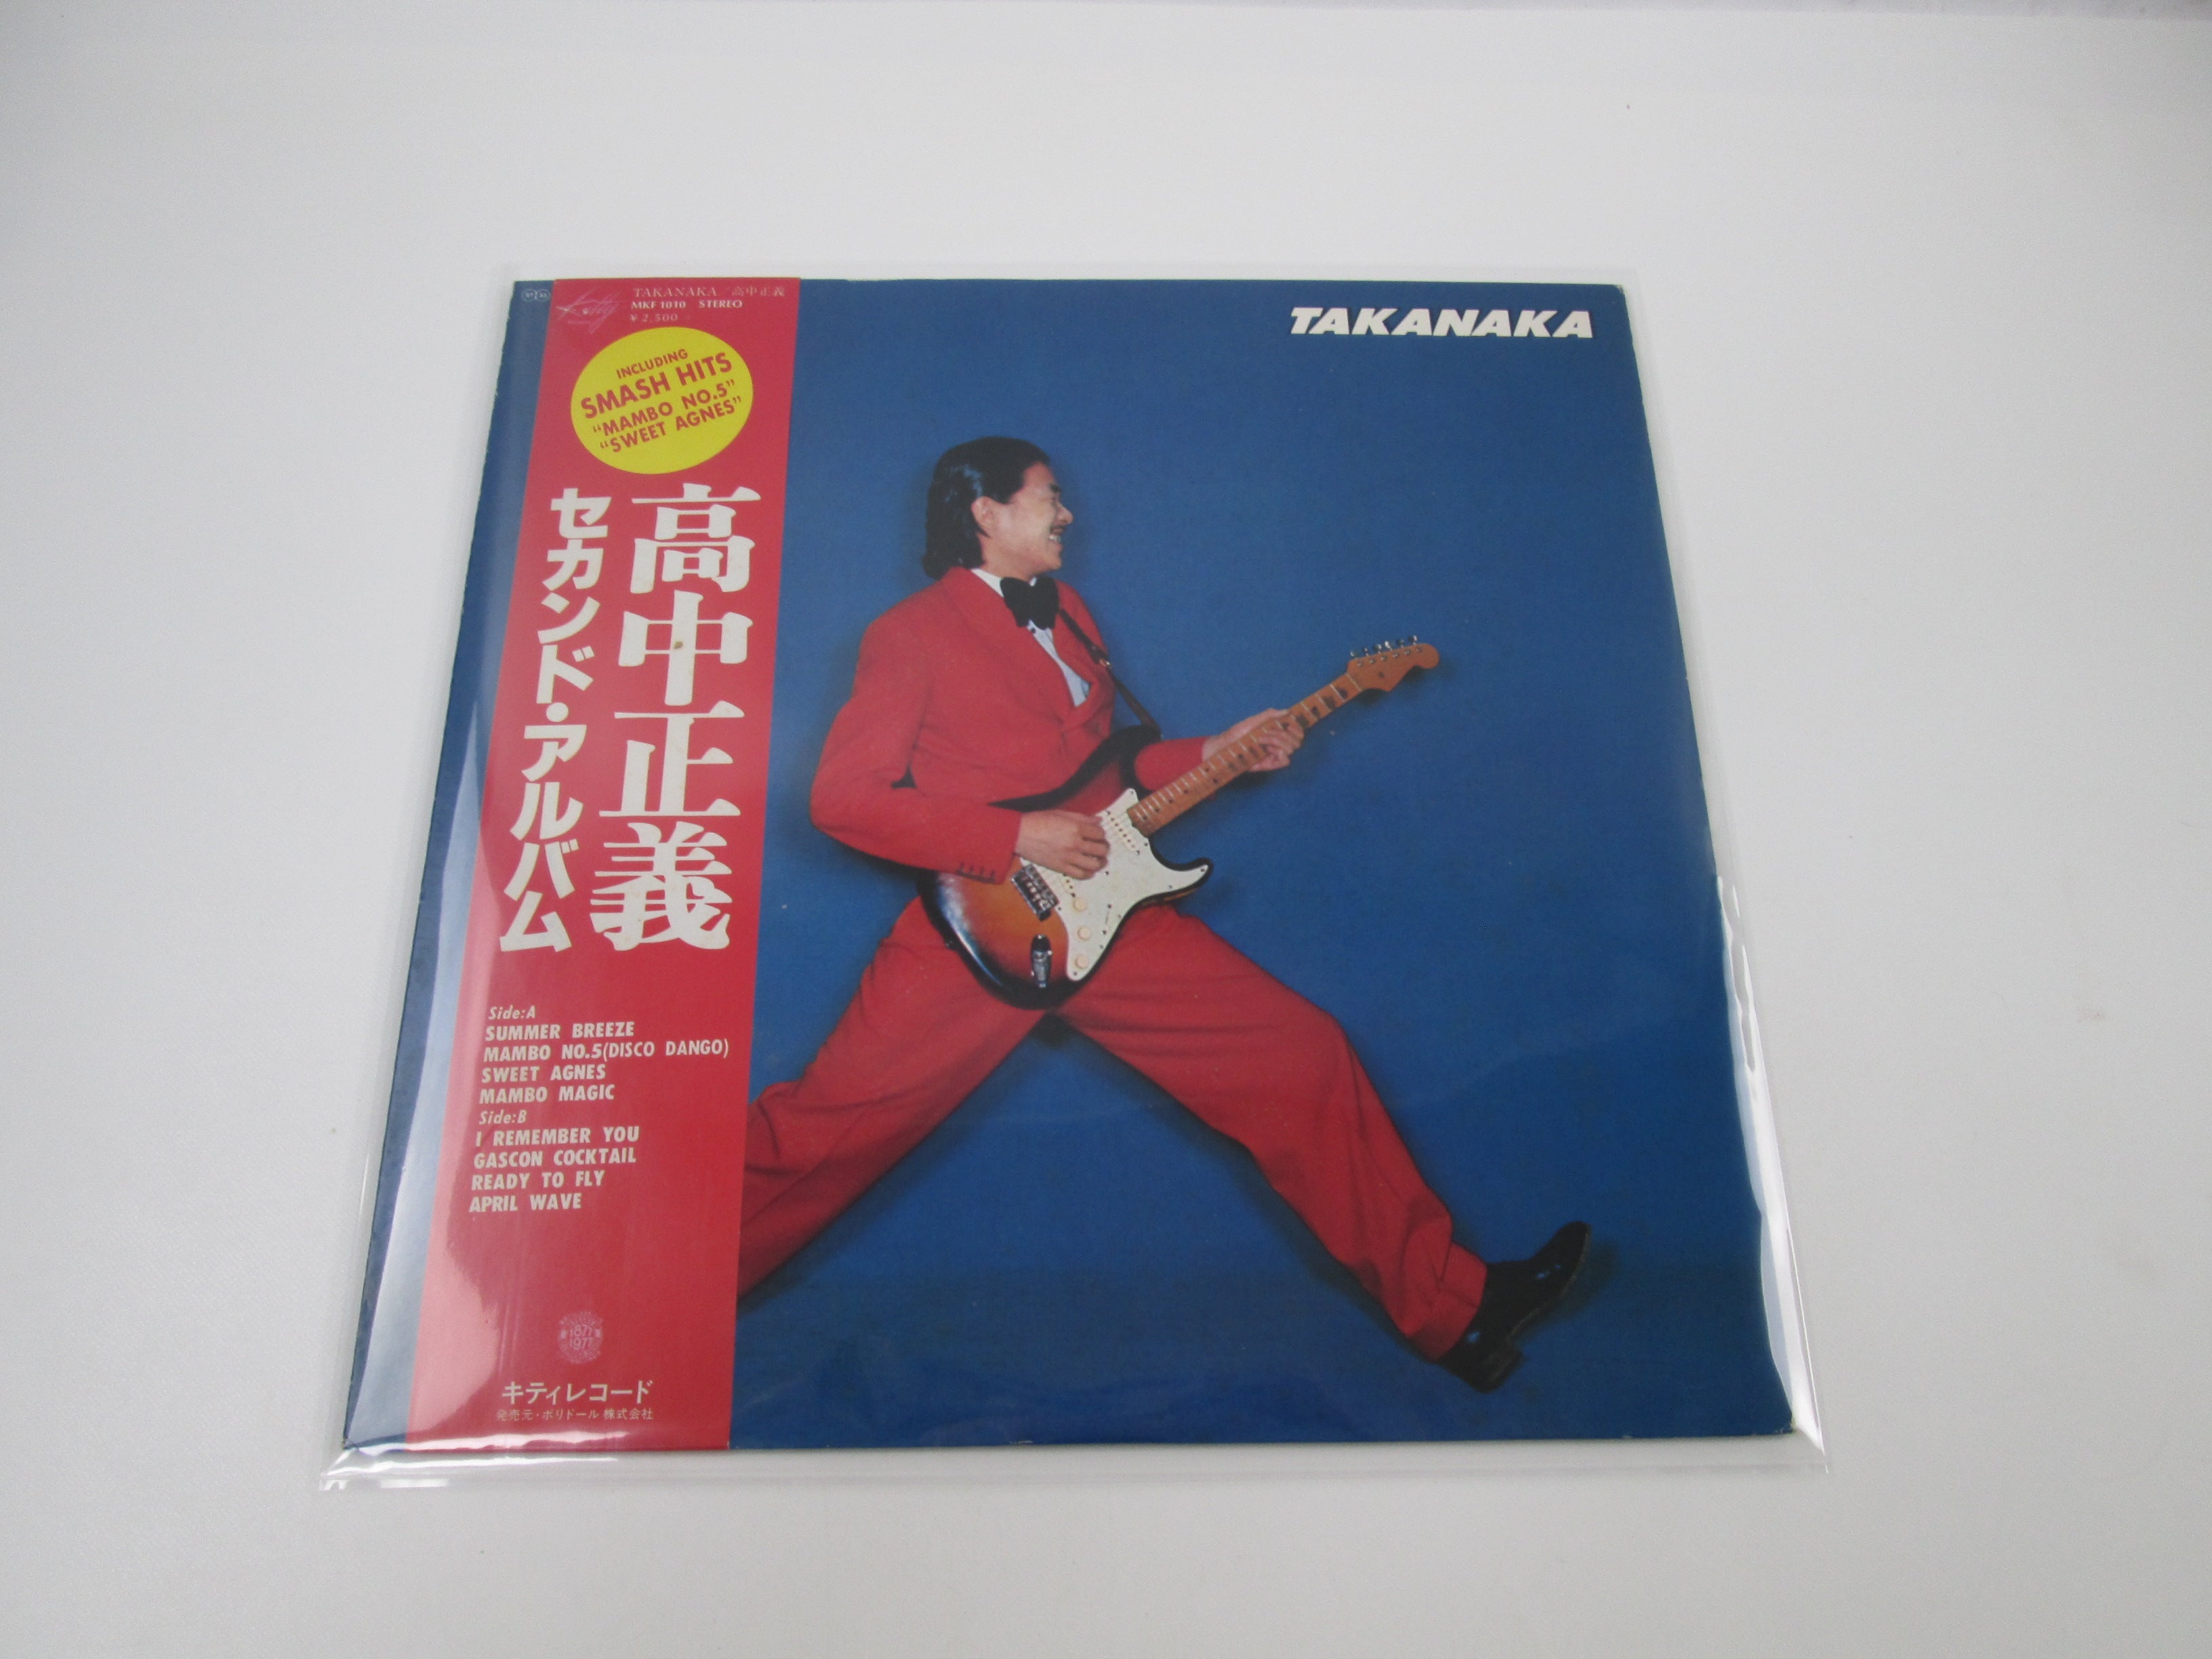 Kitty
TAKANAKA/高中正義
MKF 1010 STEREO
¥2,500
INCLUDING
SMASH HITS
"MAMBO NO.5"
"SWEET AGNES"
高中正義
セカンド・アルバム
Side:A
SUMMER BREEZE
MAMBO NO.5(DISCO DANGO)
SWEET AGNES
MAMBO MAGIC
Side:B
I REMEMBER YOU
GASCON COCKTAIL
READY TO FLY
APRIL WAVE
1877
1977
キティレコード
発売元・ポリドール株式会社
TAKANAKA